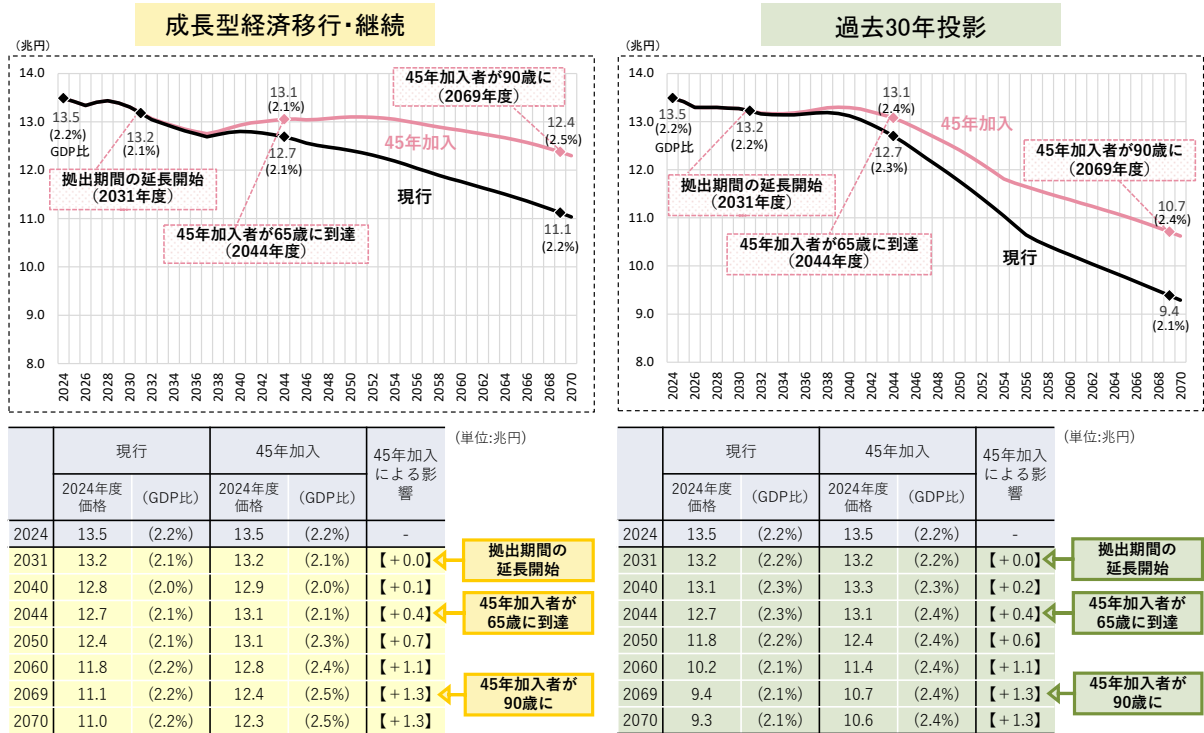 成長型経済移行・継続
(兆円)
14.0
13.0
12.0
11.0
10.0
9.0
8.0
13.5
(2.2%)
GDP比
13.2
(2.1%)
13.1
(2.1%)
12.7
(2.1%)
12.4
(2.5%)
11.1
(2.2%)
45年加入者が90歳に
(2069年度)
45年加入
現行
拠出期間の延長開始
(2031年度)
45年加入者が65歳に到達
(2044年度)
2024 2026 2028 2030 2032 2034 2036 2038 2040 2042 2044 2046 2048 2050 2052 2054 2056 2058 2060 2062 2064 2066 2068 2070
過去30年投影
(兆円)
14.0
13.0
12.0
11.0
10.0
9.0
8.0
13.5
(2.2%)
GDP比
13.2
(2.2%)
13.1
(2.4%)
12.7
(2.3%)
10.7
(2.4%)
9.4
(2.1%)
45年加入
45年加入者が90歳に
(2069年度)
拠出期間の延長開始
(2031年度)
45年加入者が65歳に到達
(2044年度)
現行
2024 2026 2028 2030 2032 2034 2036 2038 2040 2042 2044 2046 2048 2050 2052 2054 2056 2058 2060 2062 2064 2066 2068 2070
(単位:兆円)
現行 45年加入 45年加入による影響
2024年度価格 (GDP比) 2024年度価格 (GDP比)
2024 13.5 (2.2%) 13.5 (2.2%) -
2031 13.2 (2.1%) 13.2 (2.1%) 【+0.0】
2040 12.8 (2.0%) 12.9 (2.0%) 【+0.1】
2044 12.7 (2.1%) 13.1 (2.1%) 【+0.4】
2050 12.4 (2.1%) 13.1 (2.3%) 【+0.7】
2060 11.8 (2.2%) 12.8 (2.4%) 【+1.1】
2069 11.1 (2.2%) 12.4 (2.5%) 【+1.3】
2070 11.0 (2.2%) 12.3 (2.5%) 【+1.3】
拠出期間の
延長開始
45年加入者が
65歳に到達
45年加入者が
90歳に
(単位:兆円)
現行 45年加入 45年加入による影響
2024年度価格 (GDP比) 2024年度価格 (GDP比)
2024 13.5 (2.2%) 13.5 (2.2%) -
2031 13.2 (2.2%) 13.2 (2.2%) 【+0.0】
2040 13.1 (2.3%) 13.3 (2.3%) 【+0.2】
2044 12.7 (2.3%) 13.1 (2.4%) 【+0.4】
2050 11.8 (2.2%) 12.4 (2.4%) 【+0.6】
2060 10.2 (2.1%) 11.4 (2.4%) 【+1.1】
2069 9.4 (2.1%) 10.7 (2.4%) 【+1.3】
2070 9.3 (2.1%) 10.6 (2.4%) 【+1.3】
拠出期間の
延長開始
45年加入者が
65歳に到達
45年加入者が
90歳に